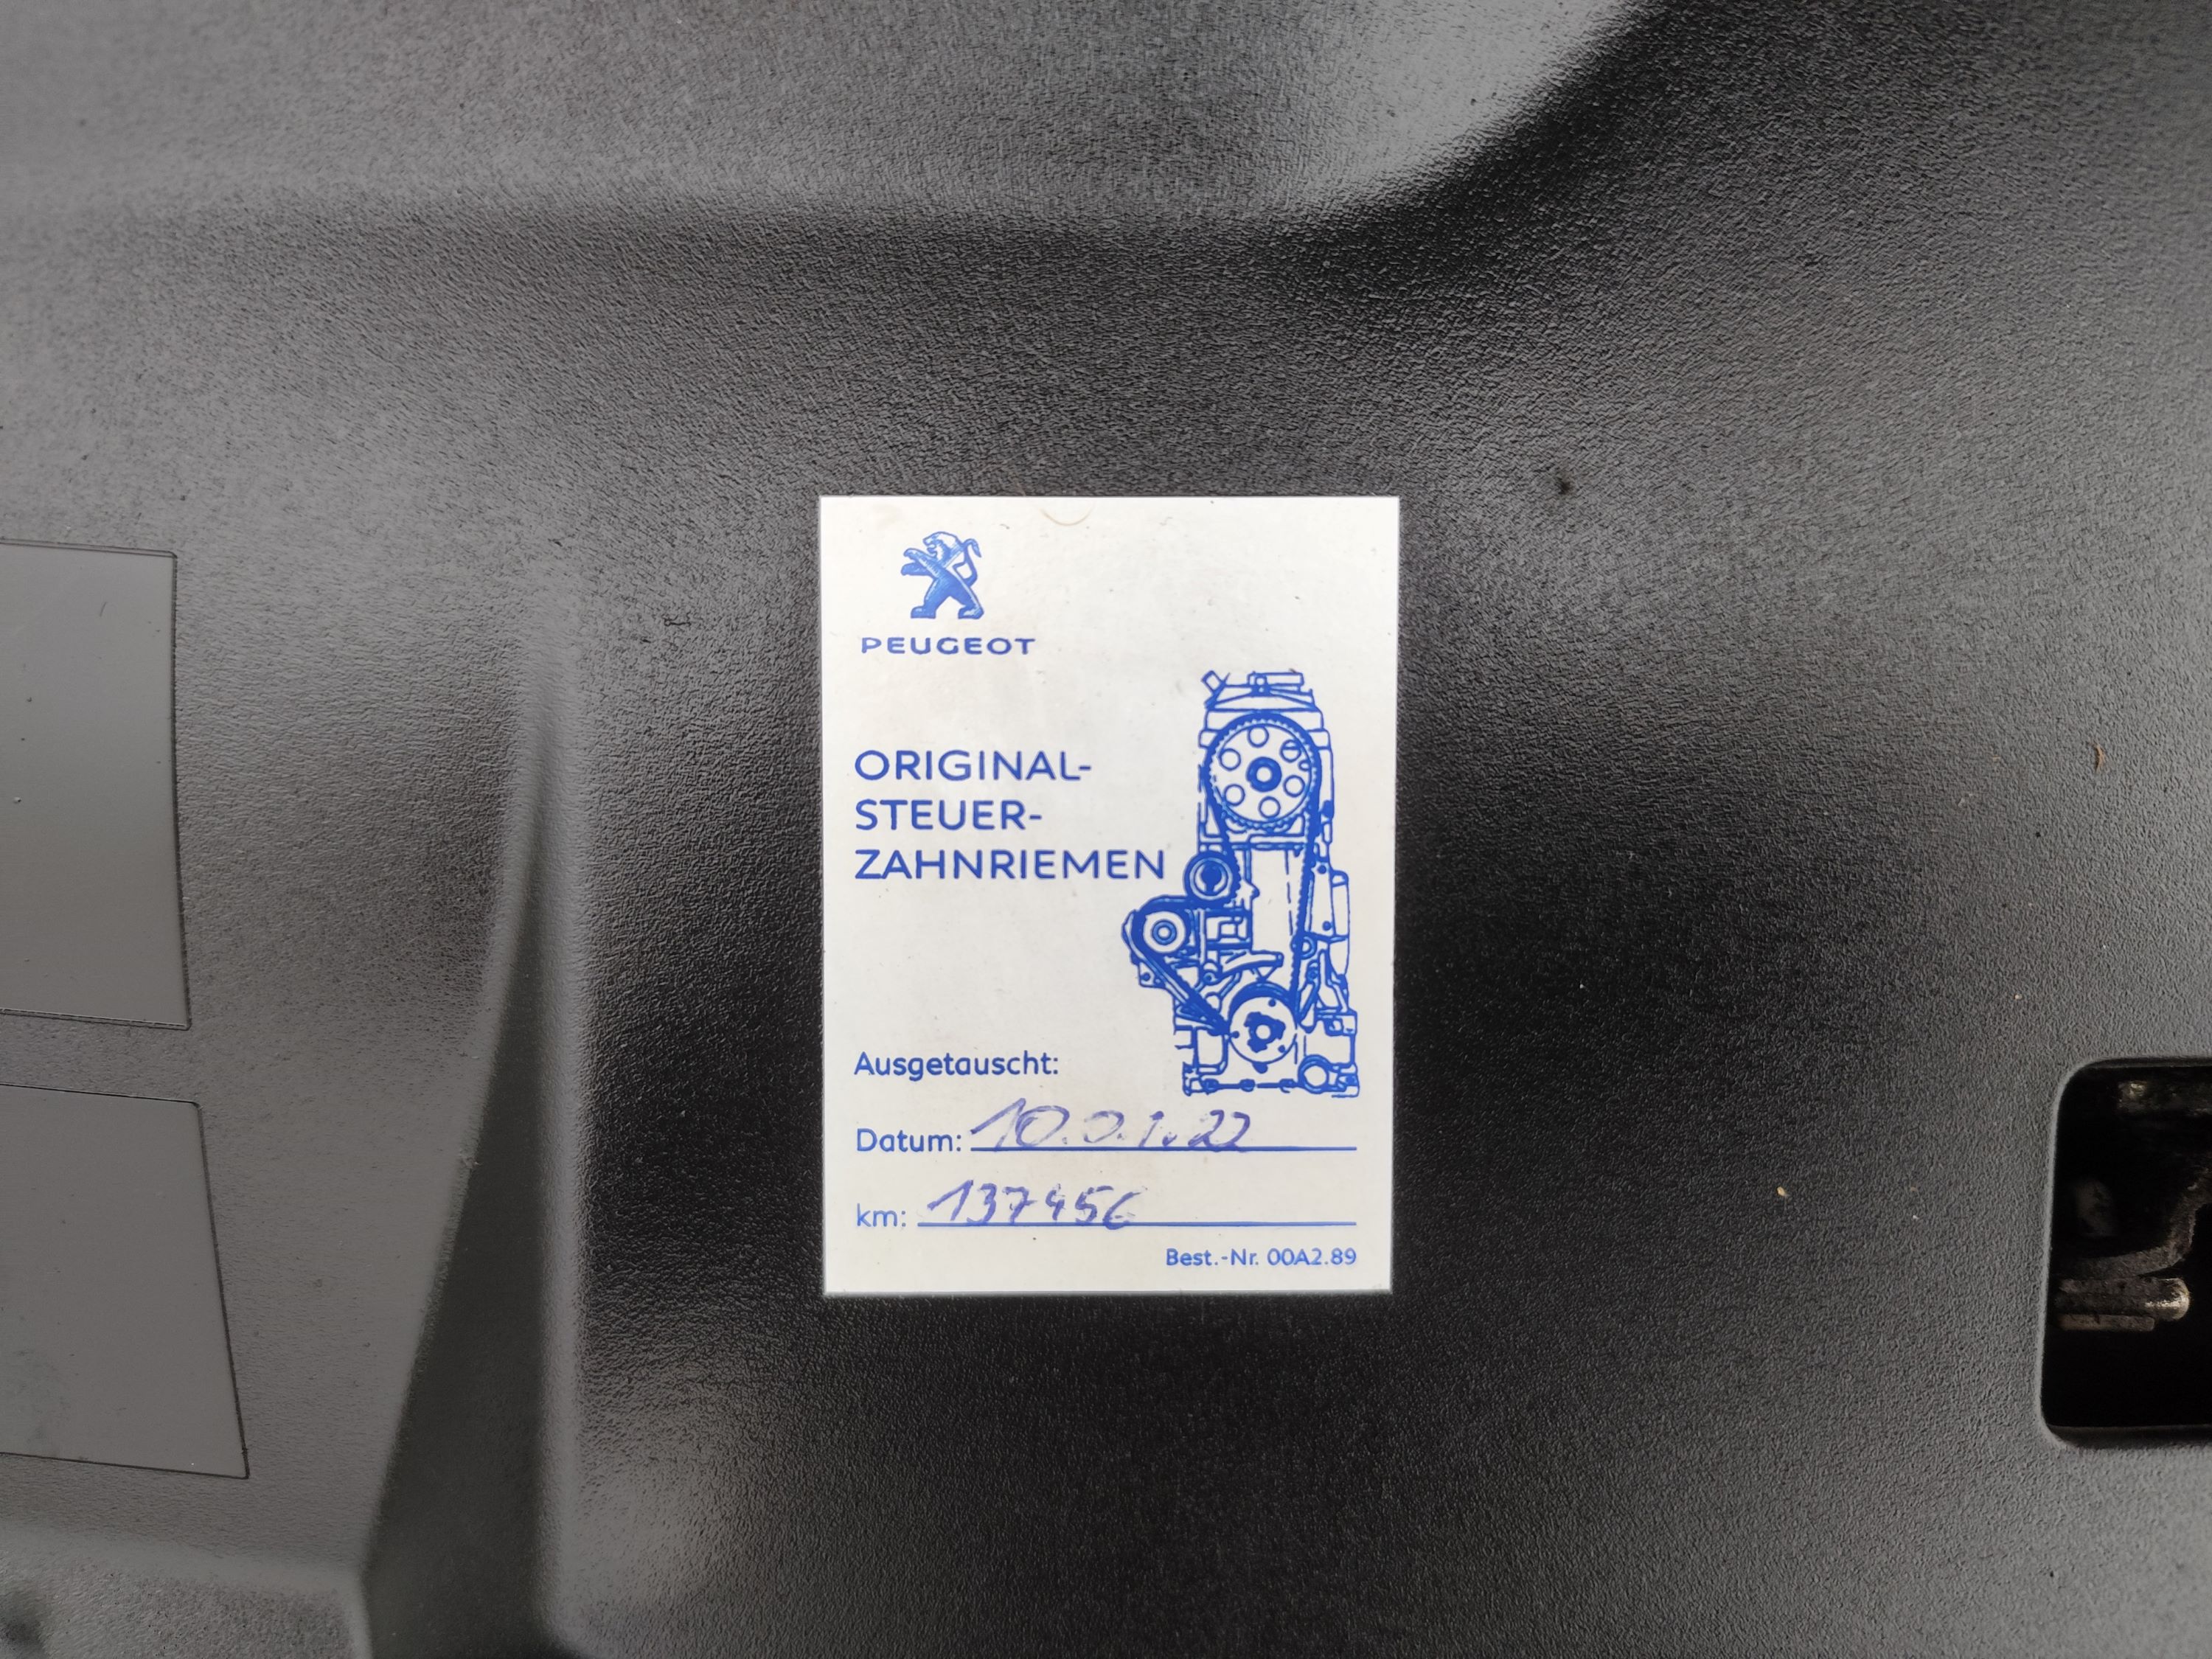 PEUGEOT
ORIGINAL-
STEUER-
ZAHNRIEMEN
Ausgetauscht:
Datum: 10.01.22
km: 137456
Best.-Nr. 00A2.89